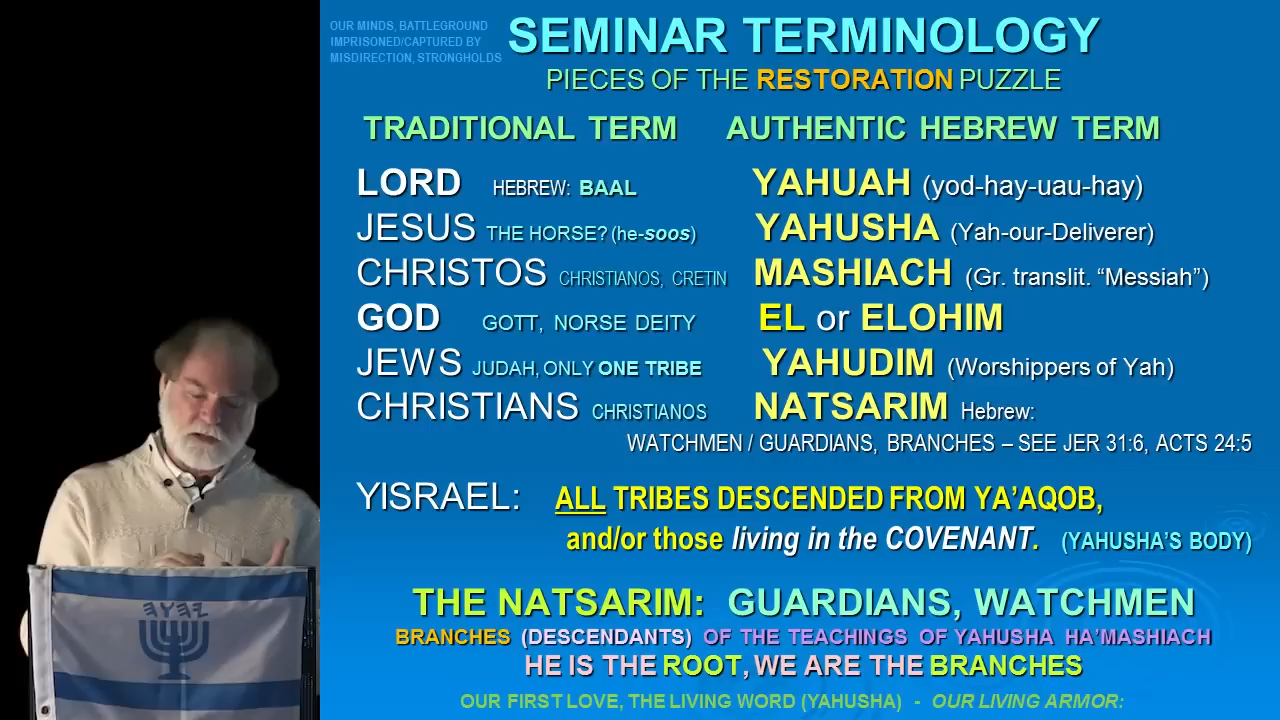 OUR MINDS, BATTLEGROUND
IMPRISONED/CAPTURED BY
MISDIRECTION, STRONGHOLDS
SEMINAR TERMINOLOGY
PIECES OF THE RESTORATION PUZZLE
TRADITIONAL TERM AUTHENTIC HEBREW TERM
LORD HEBREW: BAAL YAHUAH (yod-hay-uau-hay)
JESUS THE HORSE? (he-soos) YAHUSHA (Yah-our-Deliverer)
CHRISTOS CHRISTIANOS, CRETIN MASHIACH (Gr. translit. “Messiah”)
GOD GOTT, NORSE DEITY EL or ELOHIM
JEWS JUDAH, ONLY ONE TRIBE YAHUDIM (Worshippers of Yah)
CHRISTIANS CHRISTIANOS NATSARIM Hebrew:
WATCHMEN / GUARDIANS, BRANCHES – SEE JER 31:6, ACTS 24:5
YISRAEL: ALL TRIBES DESCENDED FROM YA’AQOB,
and/or those living in the COVENANT. (YAHUSHA’S BODY)
THE NATSARIM: GUARDIANS, WATCHMEN
BRANCHES (DESCENDANTS) OF THE TEACHINGS OF YAHUSHA HA’MASHIACH
HE IS THE ROOT, WE ARE THE BRANCHES
OUR FIRST LOVE, THE LIVING WORD (YAHUSHA) - OUR LIVING ARMOR: